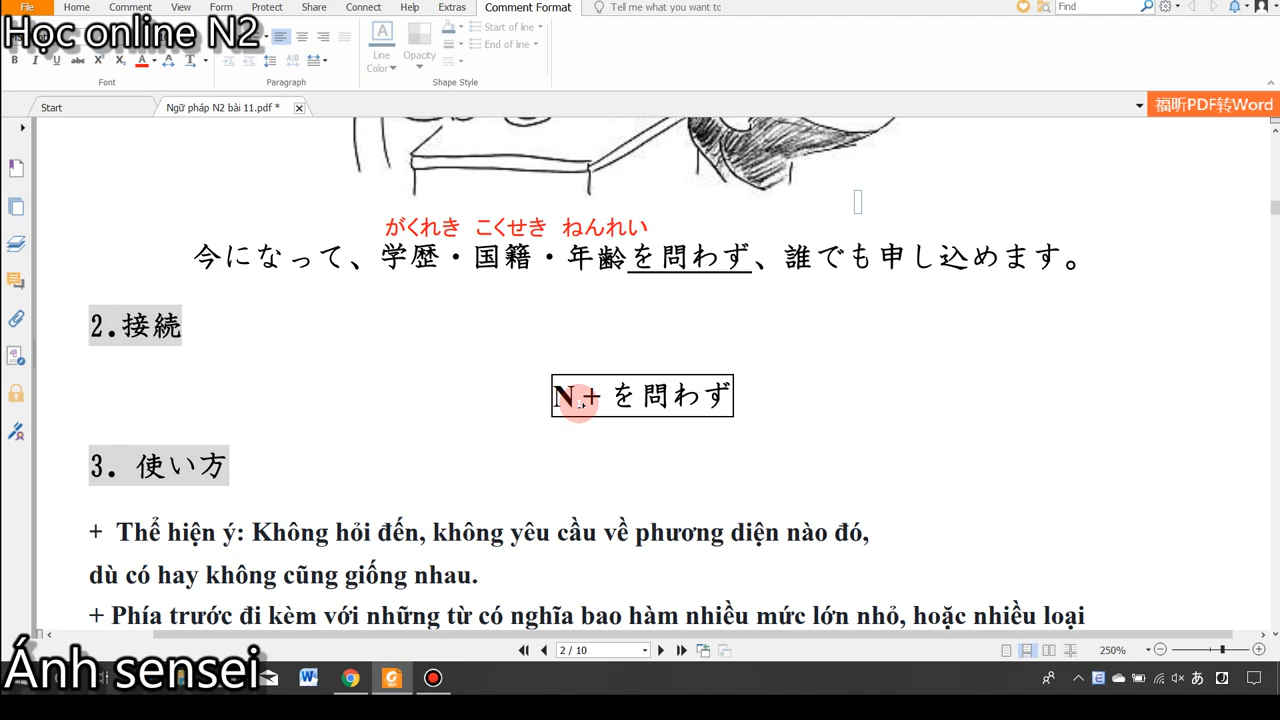 File Home Comment View Form Protect Share Connect Help Extras Comment Format Tell me what you want to Find
Học online N2
Line Color
Opacity
Start of line
End of line
Font Paragraph Shape Style
Start
Ngữ pháp N2 bài 11.pdf *
福昕PDF转Word
がくれき こくせき ねんれい
今になって、学歴・国籍・年齢を問わず、誰でも申し込めます。
2.接続
N + を問わず
3. 使い方
+ Thể hiện ý: Không hỏi đến, không yêu cầu về phương diện nào đó,
dù có hay không cũng giống nhau.
+ Phía trước đi kèm với những từ có nghĩa bao hàm nhiều mức lớn nhỏ, hoặc nhiều loại
2 / 10
250%
Ánh sensei
あ